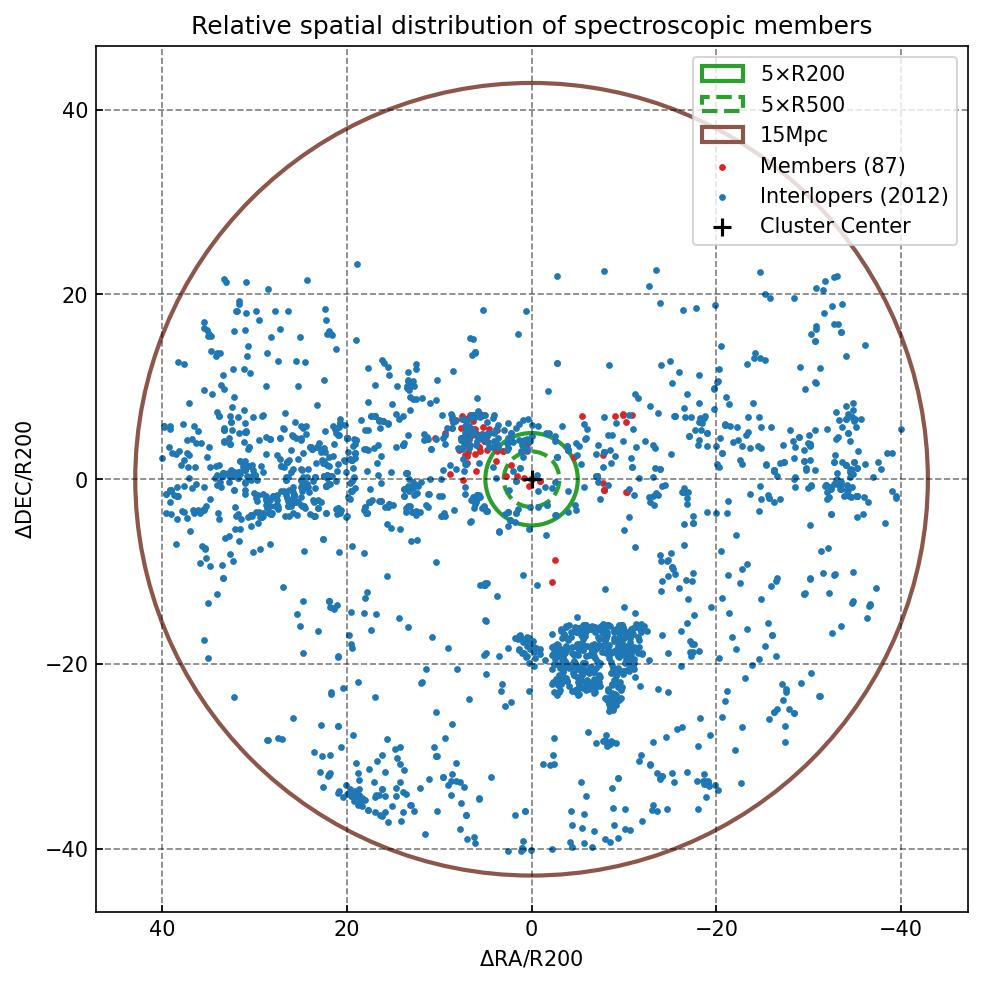 Relative spatial distribution of spectroscopic members
5×R200
5×R500
15Mpc
Members (87)
Interlopers (2012)
Cluster Center
ΔDEC/R200
40
20
0
−20
−40
40
20
0
−20
−40
ΔRA/R200